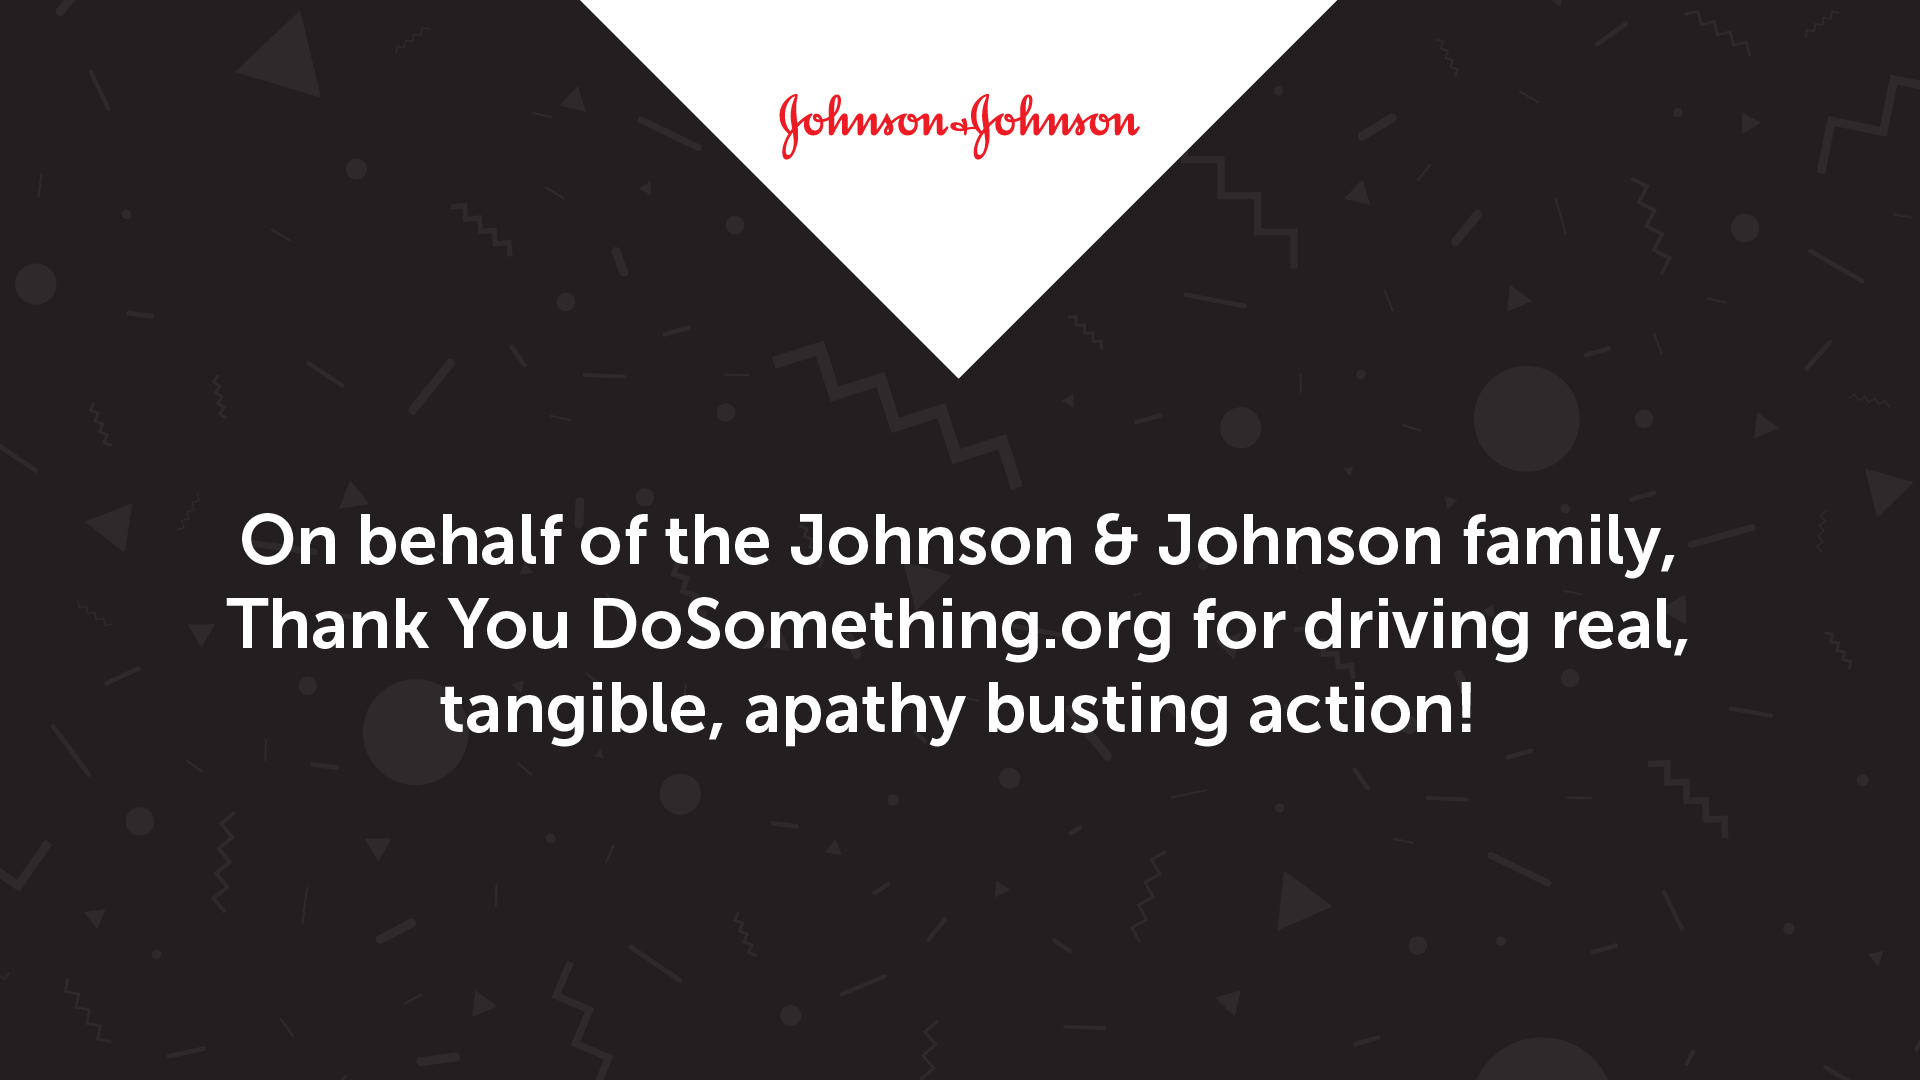 Johnson & Johnson
On behalf of the Johnson & Johnson family,
Thank You DoSomething.org for driving real,
tangible, apathy busting action!